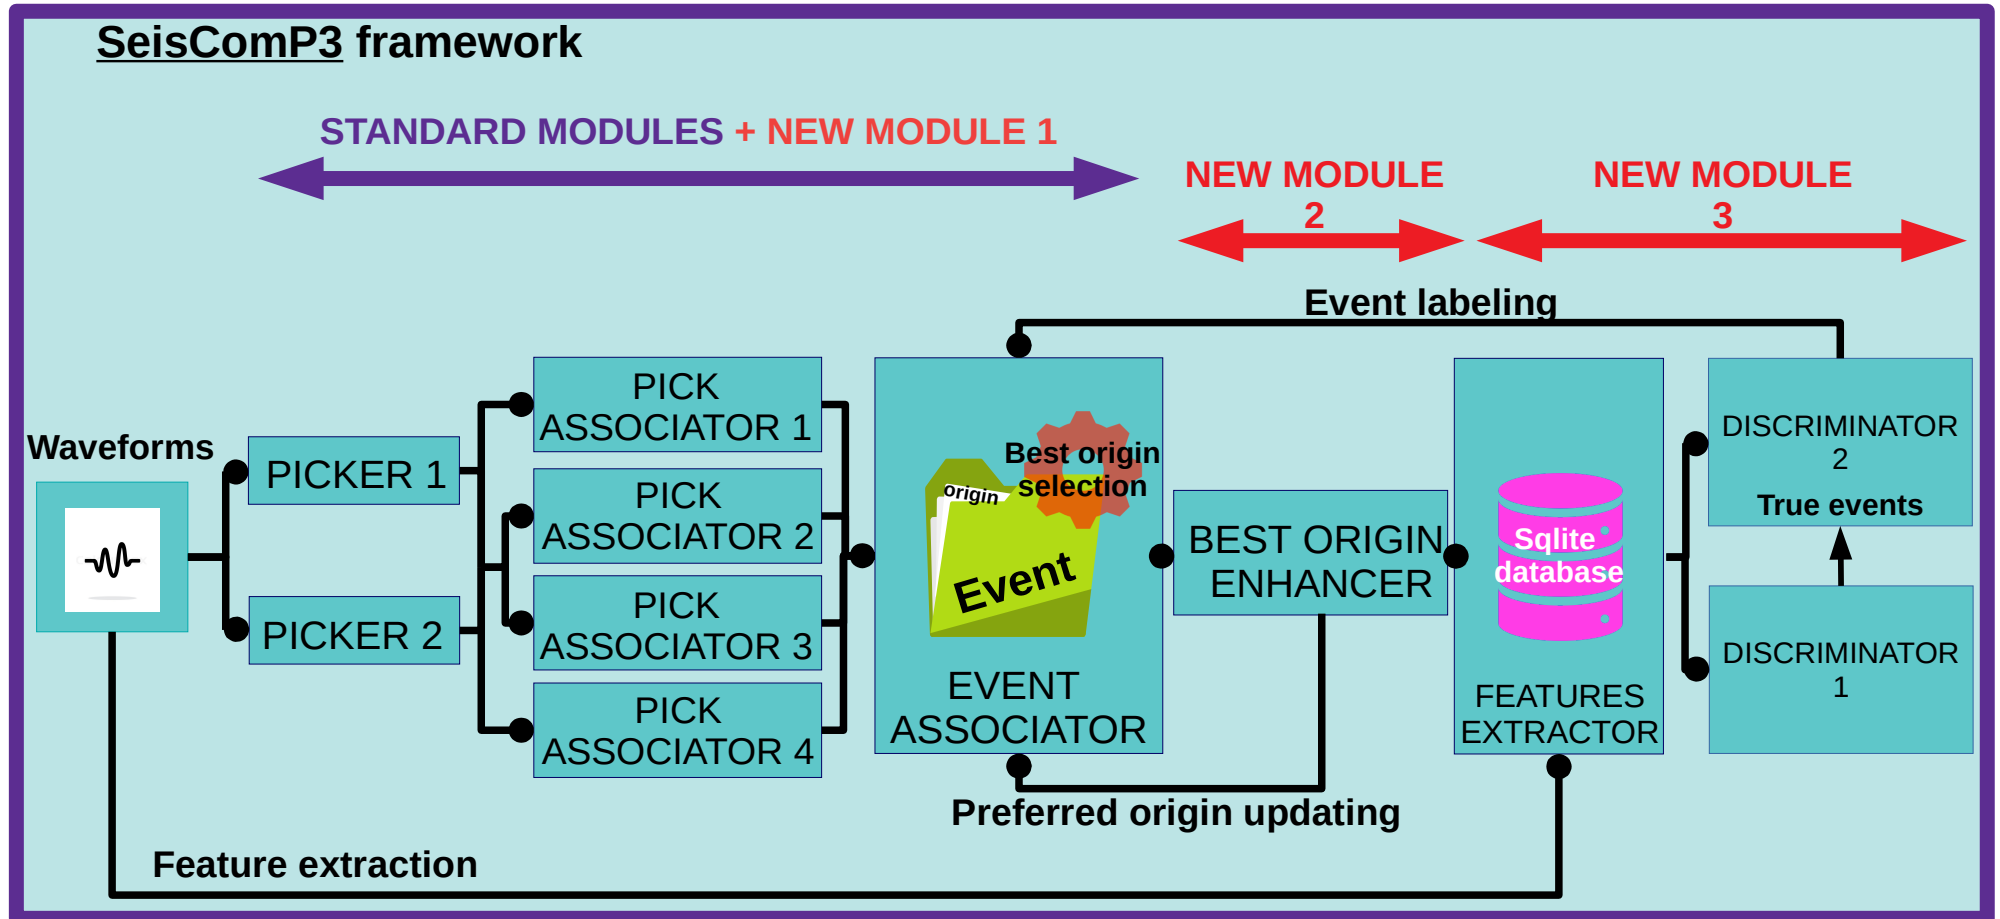 SeisComP3 framework
STANDARD MODULES + NEW MODULE 1
NEW MODULE
2
NEW MODULE
3
Event labeling
Waveforms
PICKER 1
PICKER 2
PICK
ASSOCIATOR 1
PICK
ASSOCIATOR 2
PICK
ASSOCIATOR 3
PICK
ASSOCIATOR 4
Best origin
selection
origin
Event
EVENT
ASSOCIATOR
BEST ORIGIN
ENHANCER
Sqlite
database
FEATURES
EXTRACTOR
DISCRIMINATOR
2
True events
DISCRIMINATOR
1
Preferred origin updating
Feature extraction